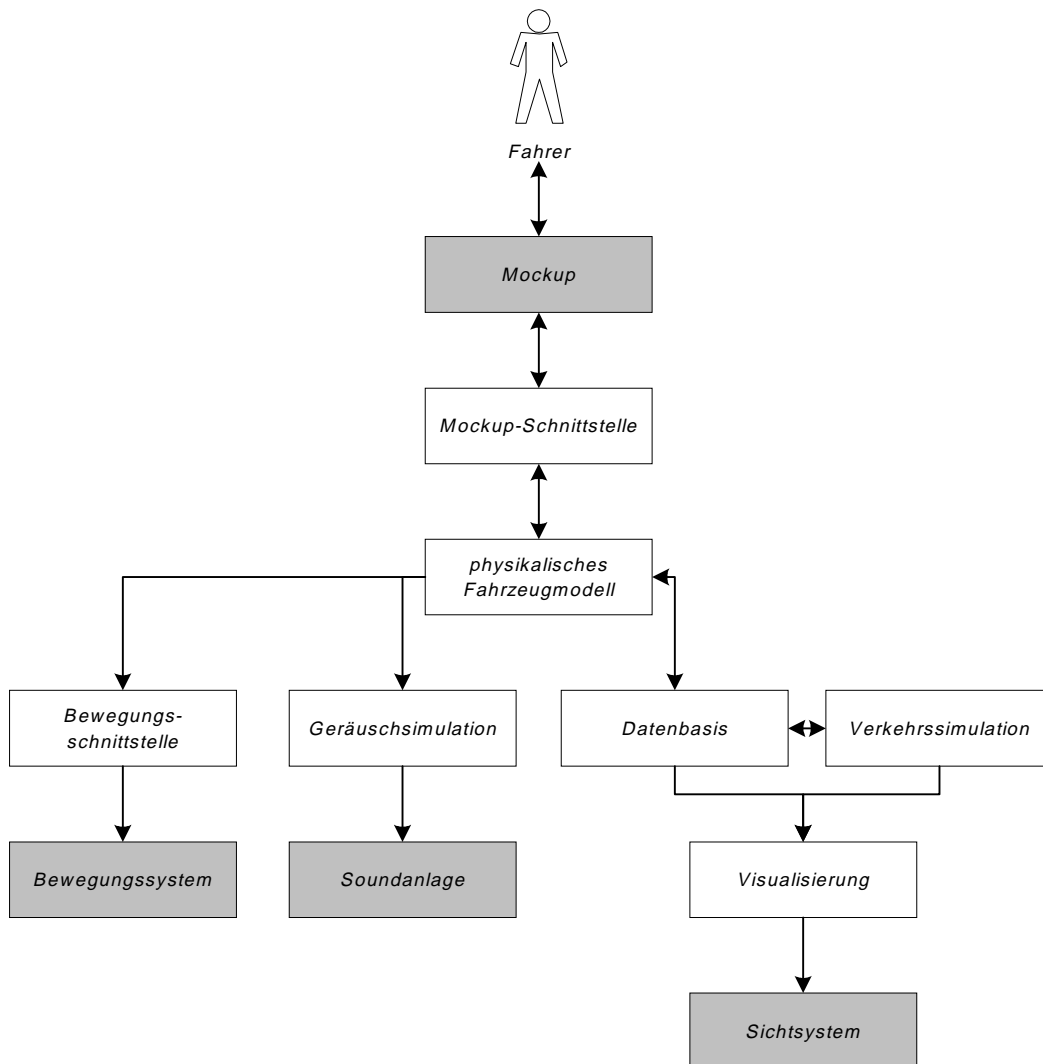 Fahrer
Mockup
Mockup-Schnittstelle
physikalisches
Fahrzeugmodell
Bewegungs-
schnittstelle
Geräuschsimulation
Datenbasis
Verkehrssimulation
Bewegungssystem
Soundanlage
Visualisierung
Sichtsystem